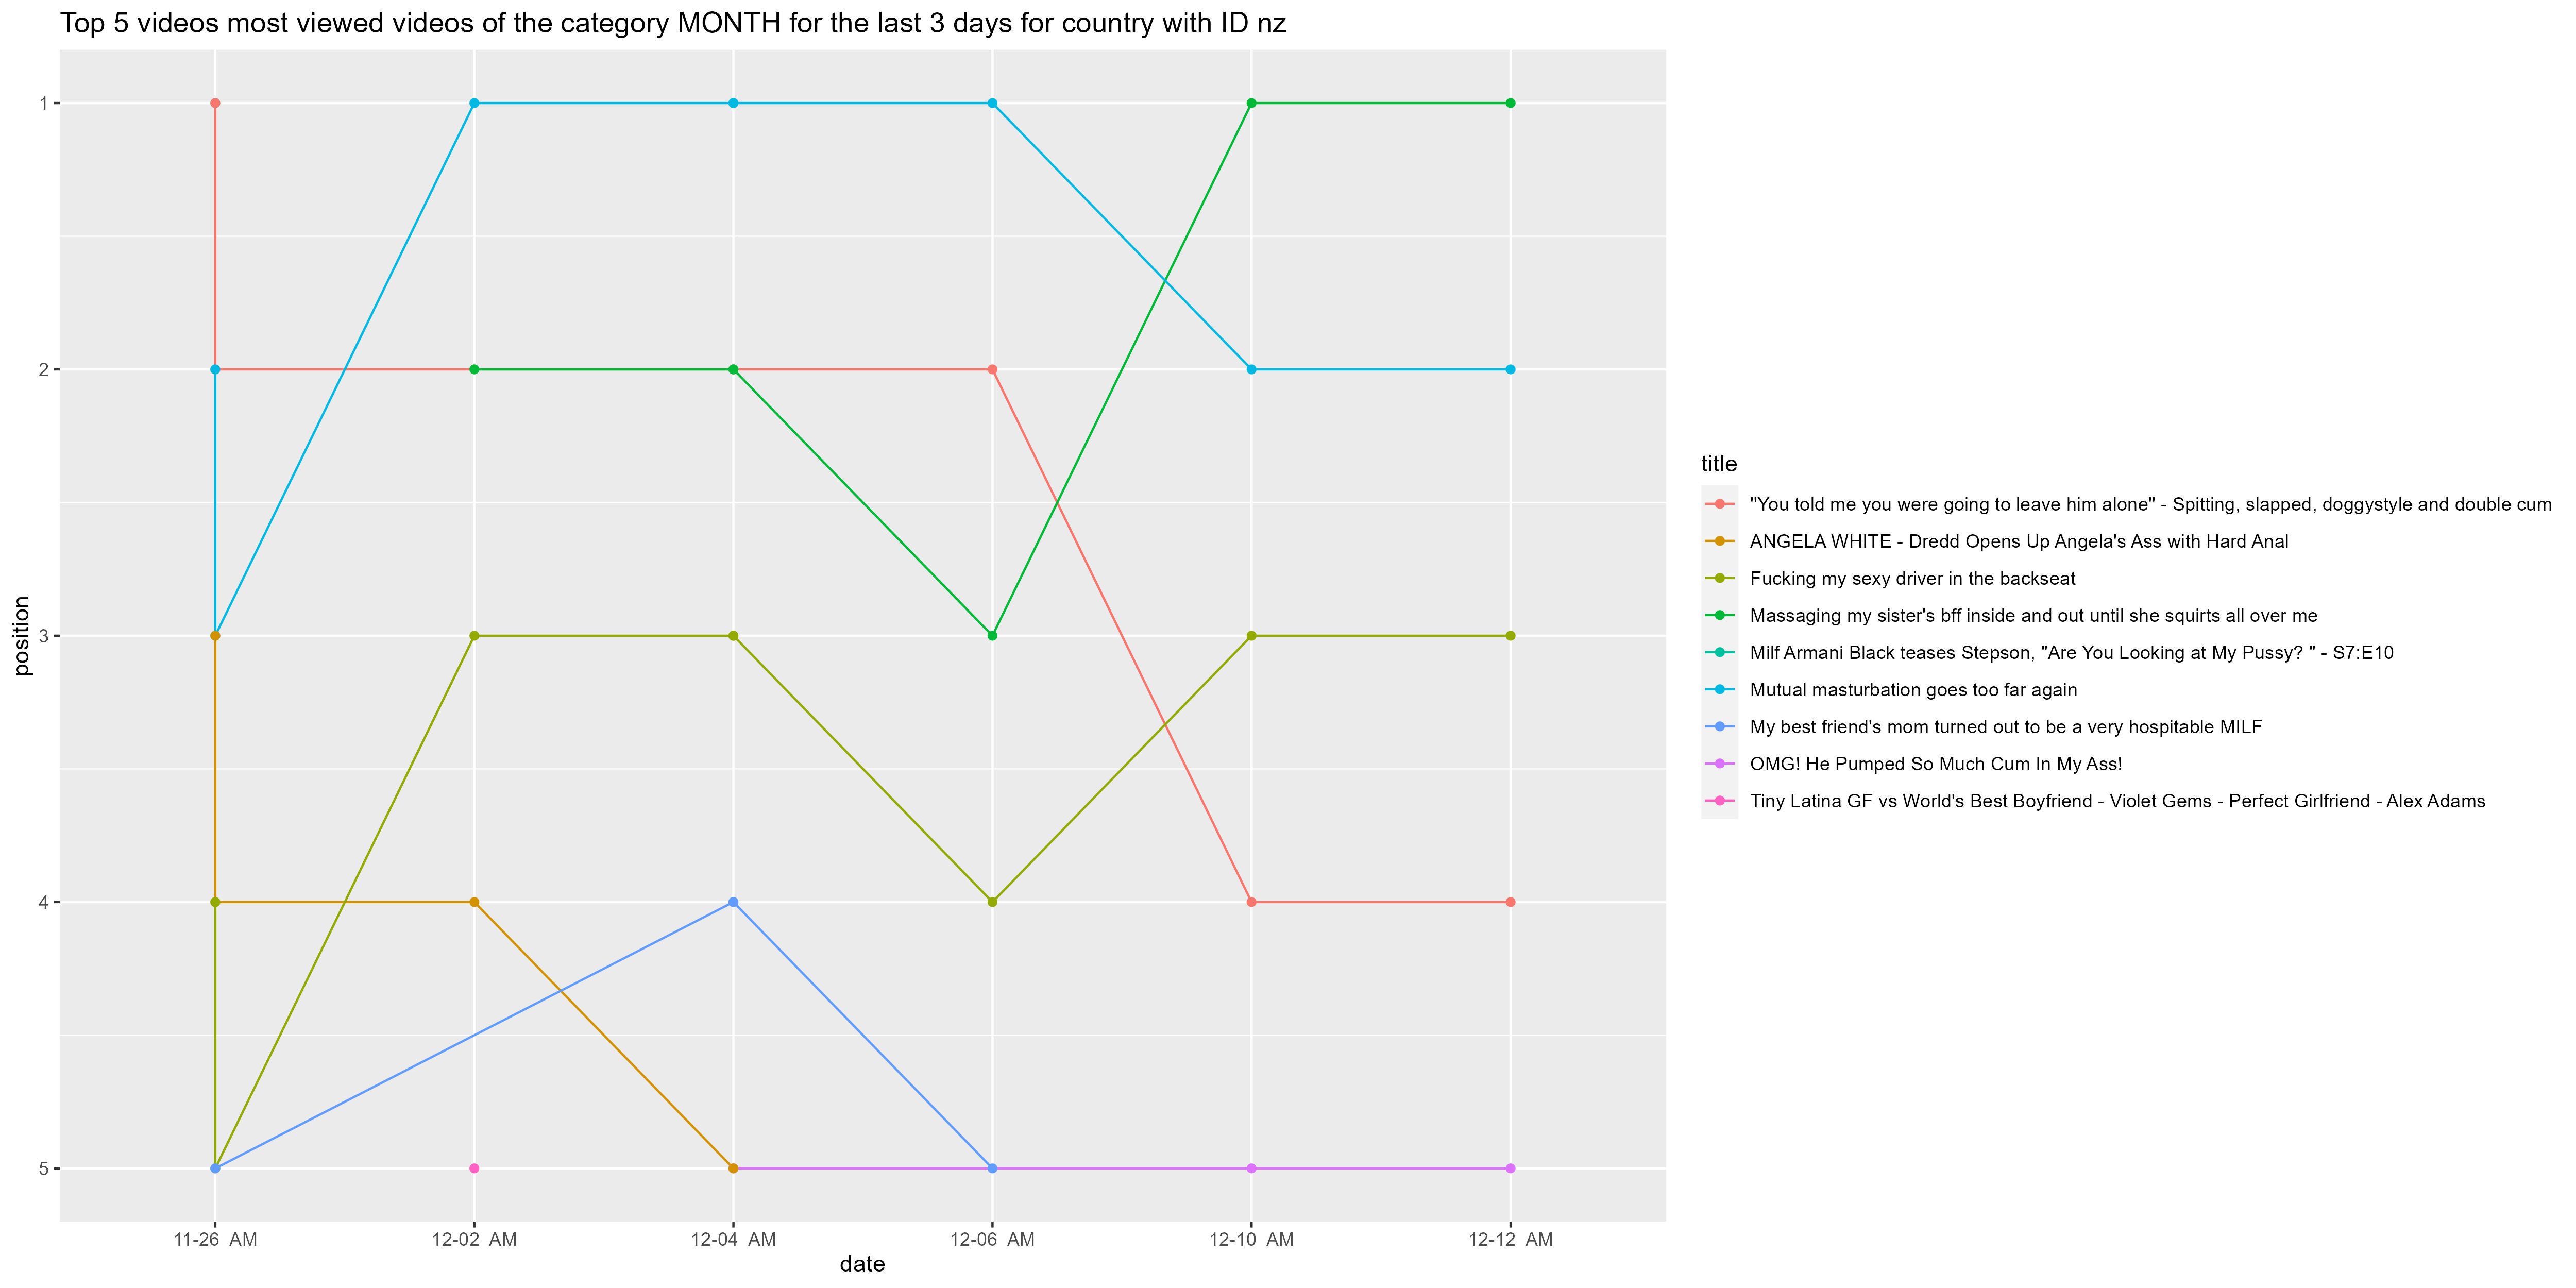 Top 5 videos most viewed videos of the category MONTH for the last 3 days for country with ID nz
1
2
3
4
5
position
11-26 AM
12-02 AM
12-04 AM
12-06 AM
12-10 AM
12-12 AM
date
title
"You told me you were going to leave him alone" - Spitting, slapped, doggystyle and double cum
ANGELA WHITE - Dredd Opens Up Angela's Ass with Hard Anal
Fucking my sexy driver in the backseat
Massaging my sister's bff inside and out until she squirts all over me
Milf Armani Black teases Stepson, "Are You Looking at My Pussy? " - S7:E10
Mutual masturbation goes too far again
My best friend's mom turned out to be a very hospitable MILF
OMG! He Pumped So Much Cum In My Ass!
Tiny Latina GF vs World's Best Boyfriend - Violet Gems - Perfect Girlfriend - Alex Adams